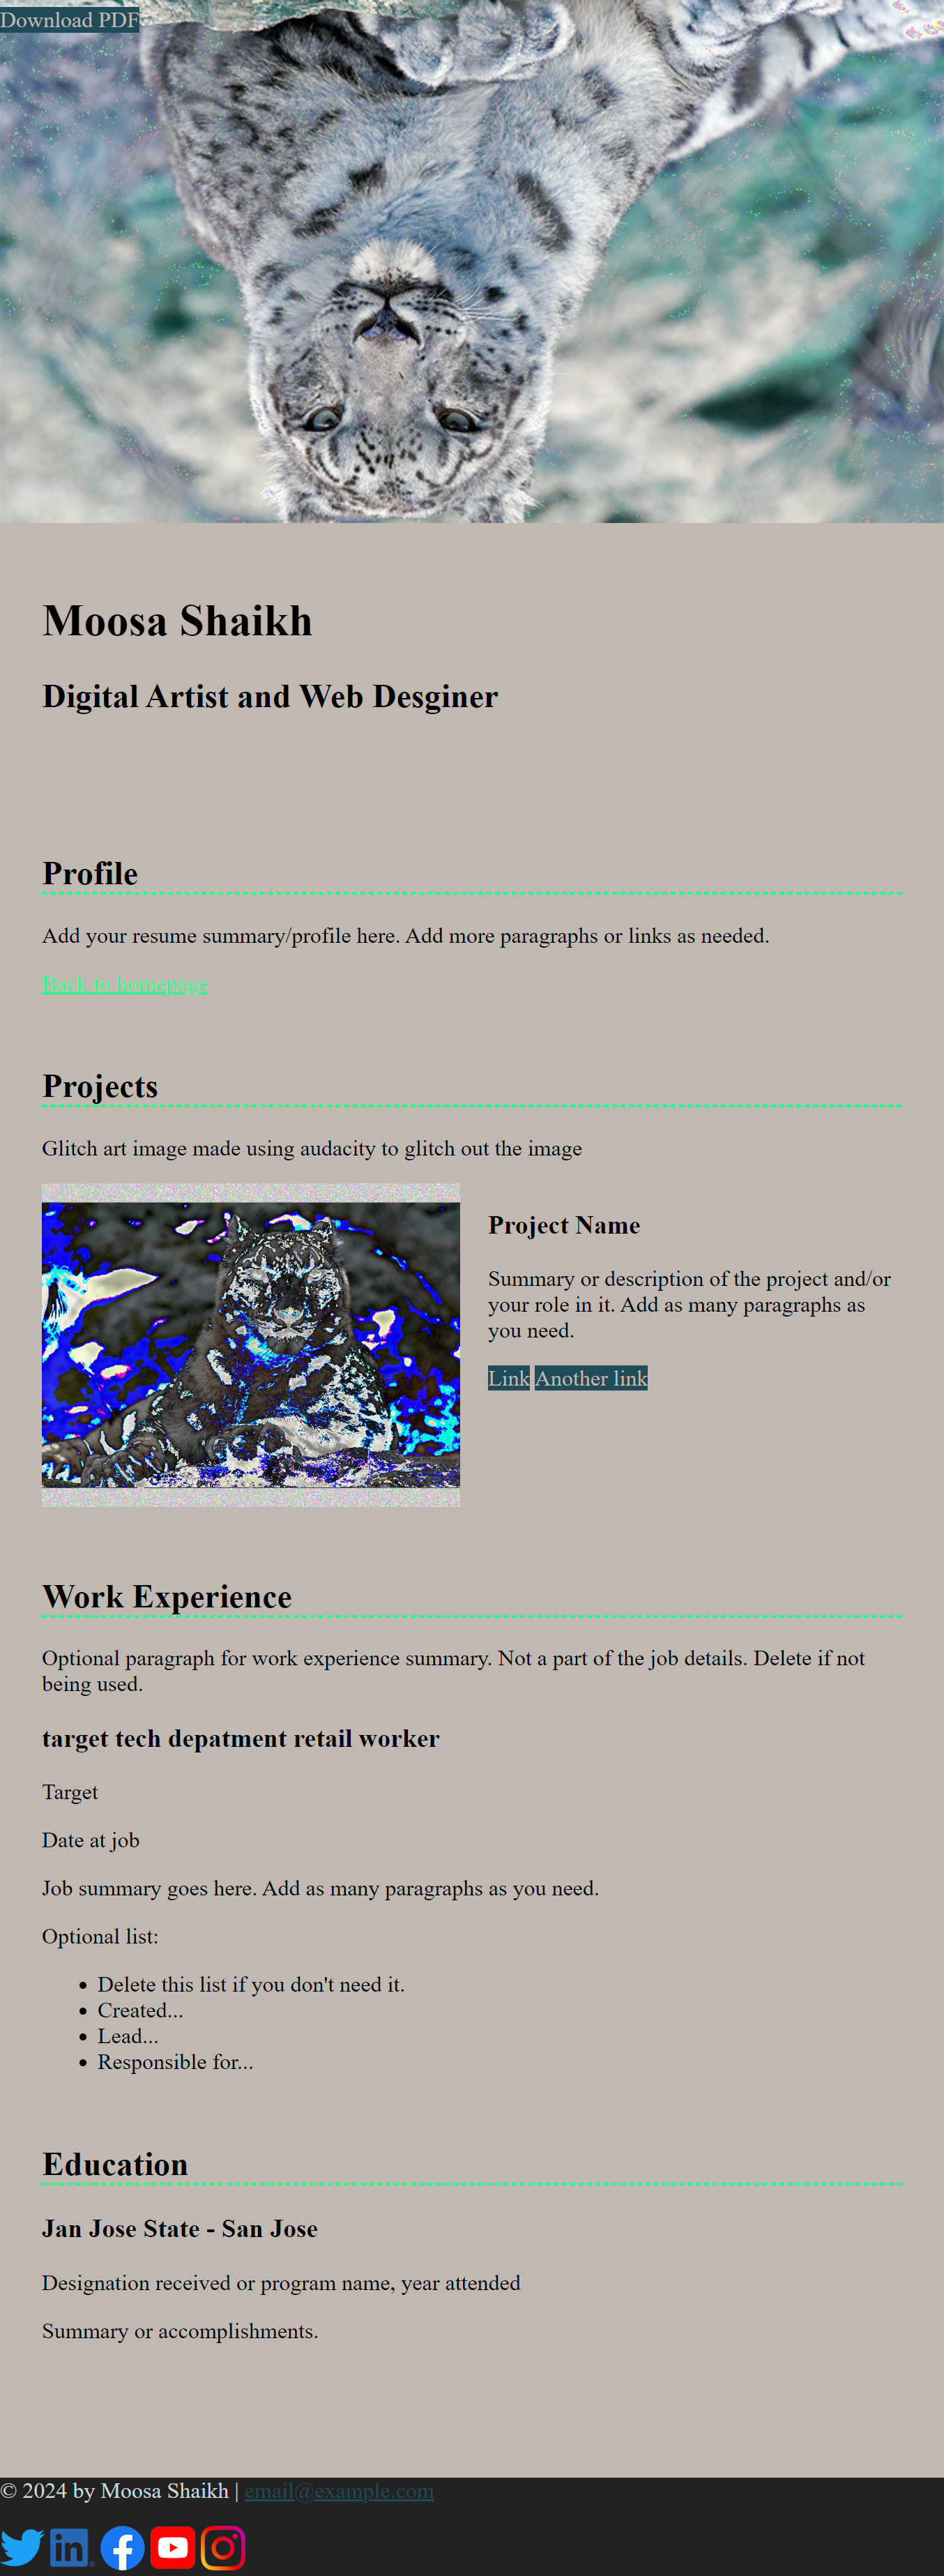 Download PDF
Moosa Shaikh
Digital Artist and Web Desginer
Profile
Add your resume summary/profile here. Add more paragraphs or links as needed.
Back to homepage
Projects
Glitch art image made using audacity to glitch out the image
Project Name
Summary or description of the project and/or
your role in it. Add as many paragraphs as
you need.
Link Another link
Work Experience
Optional paragraph for work experience summary. Not a part of the job details. Delete if not
being used.
target tech depatment retail worker
Target
Date at job
Job summary goes here. Add as many paragraphs as you need.
Optional list:
• Delete this list if you don't need it.
• Created...
• Lead...
• Responsible for...
Education
Jan Jose State - San Jose
Designation received or program name, year attended
Summary or accomplishments.
© 2024 by Moosa Shaikh | email@example.com
in